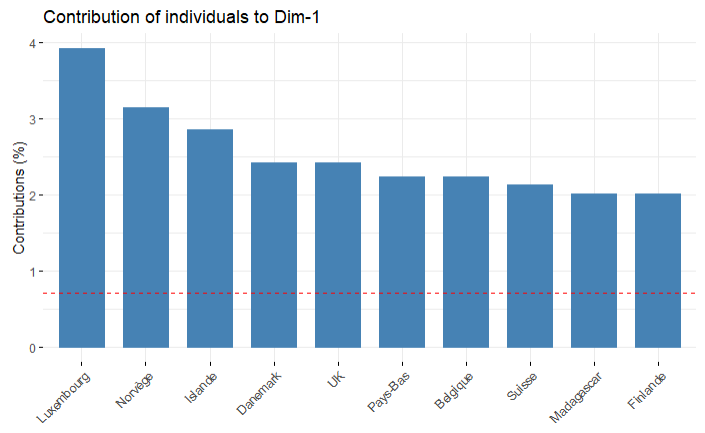 Contribution of individuals to Dim-1
Contributions (%)
4
3
2
1
0
Luxembourg
Norvège
Islande
Danemark
UK
Pays-Bas
Belgique
Suisse
Madagascar
Finlande